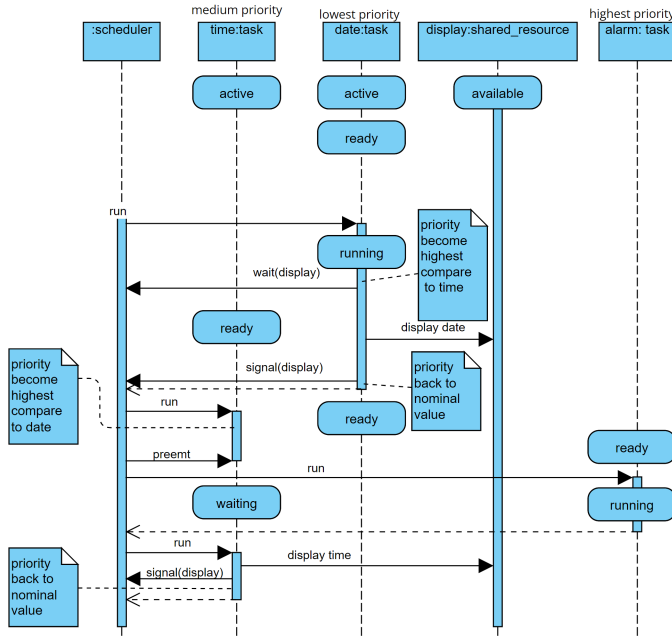 medium priority
lowest priority
highest priority
:scheduler
time:task
date:task
display:shared_resource
alarm: task
active
active
available
ready
run
priority
become
highest
compare
to time
running
wait(display)
ready
display date
priority
become
highest
compare
to date
signal(display)
priority
back to
nominal
value
run
ready
ready
preemt
run
waiting
running
run
display time
priority
back to
nominal
value
signal(display)